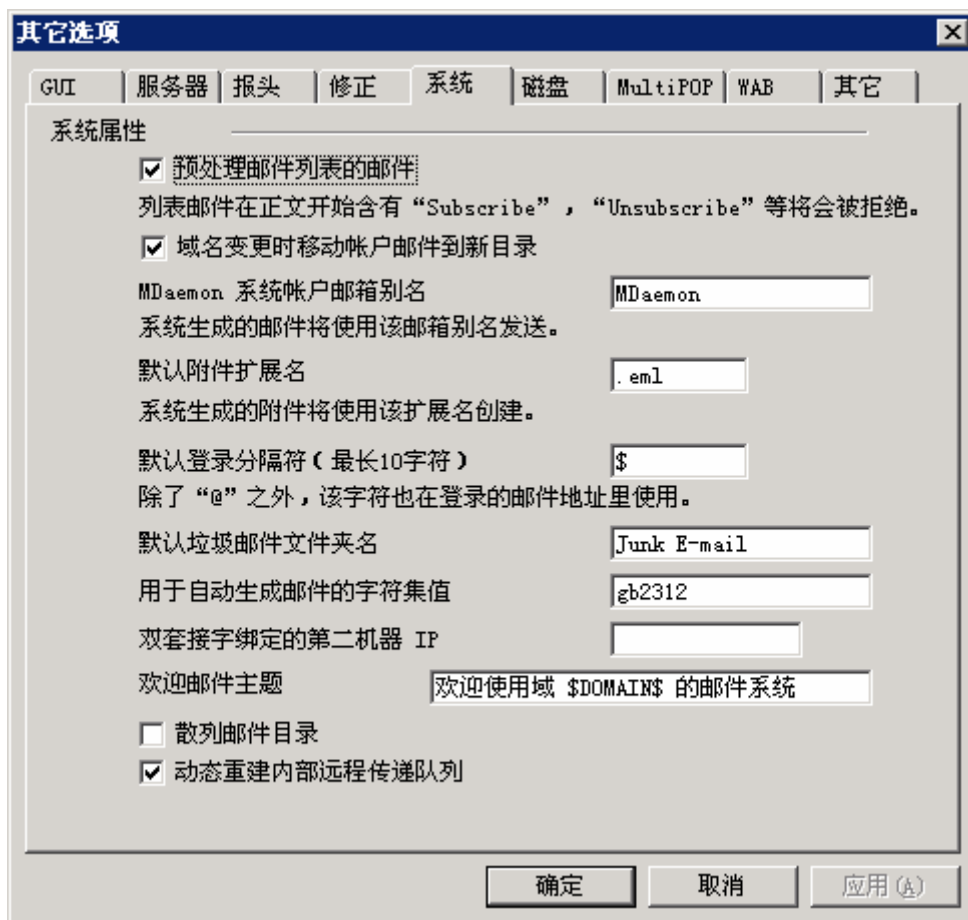 其它选项
GUI 服务器 报头 修正 系统 磁盘 MultiPOP WAB 其它
系统属性
预处理邮件列表的邮件
列表邮件在正文开始含有“Subscribe”，“Unsubscribe”等将会被拒绝。
域名变更时移动帐户邮件到新目录
MDaemon 系统帐户邮箱别名 MDaemon
系统生成的邮件将使用该邮箱别名发送。
默认附件扩展名 .eml
系统生成的附件将使用该扩展名创建。
默认登录分隔符(最长10字符) $
除了“@”之外，该字符也在登录的邮件地址里使用。
默认垃圾邮件文件夹名 Junk E-mail
用于自动生成邮件的字符集值 gb2312
双套接字绑定的第二机器 IP
欢迎邮件主题 欢迎使用域 $DOMAIN$ 的邮件系统
散列邮件目录
动态重建内部远程传递队列
确定 取消 应用(A)